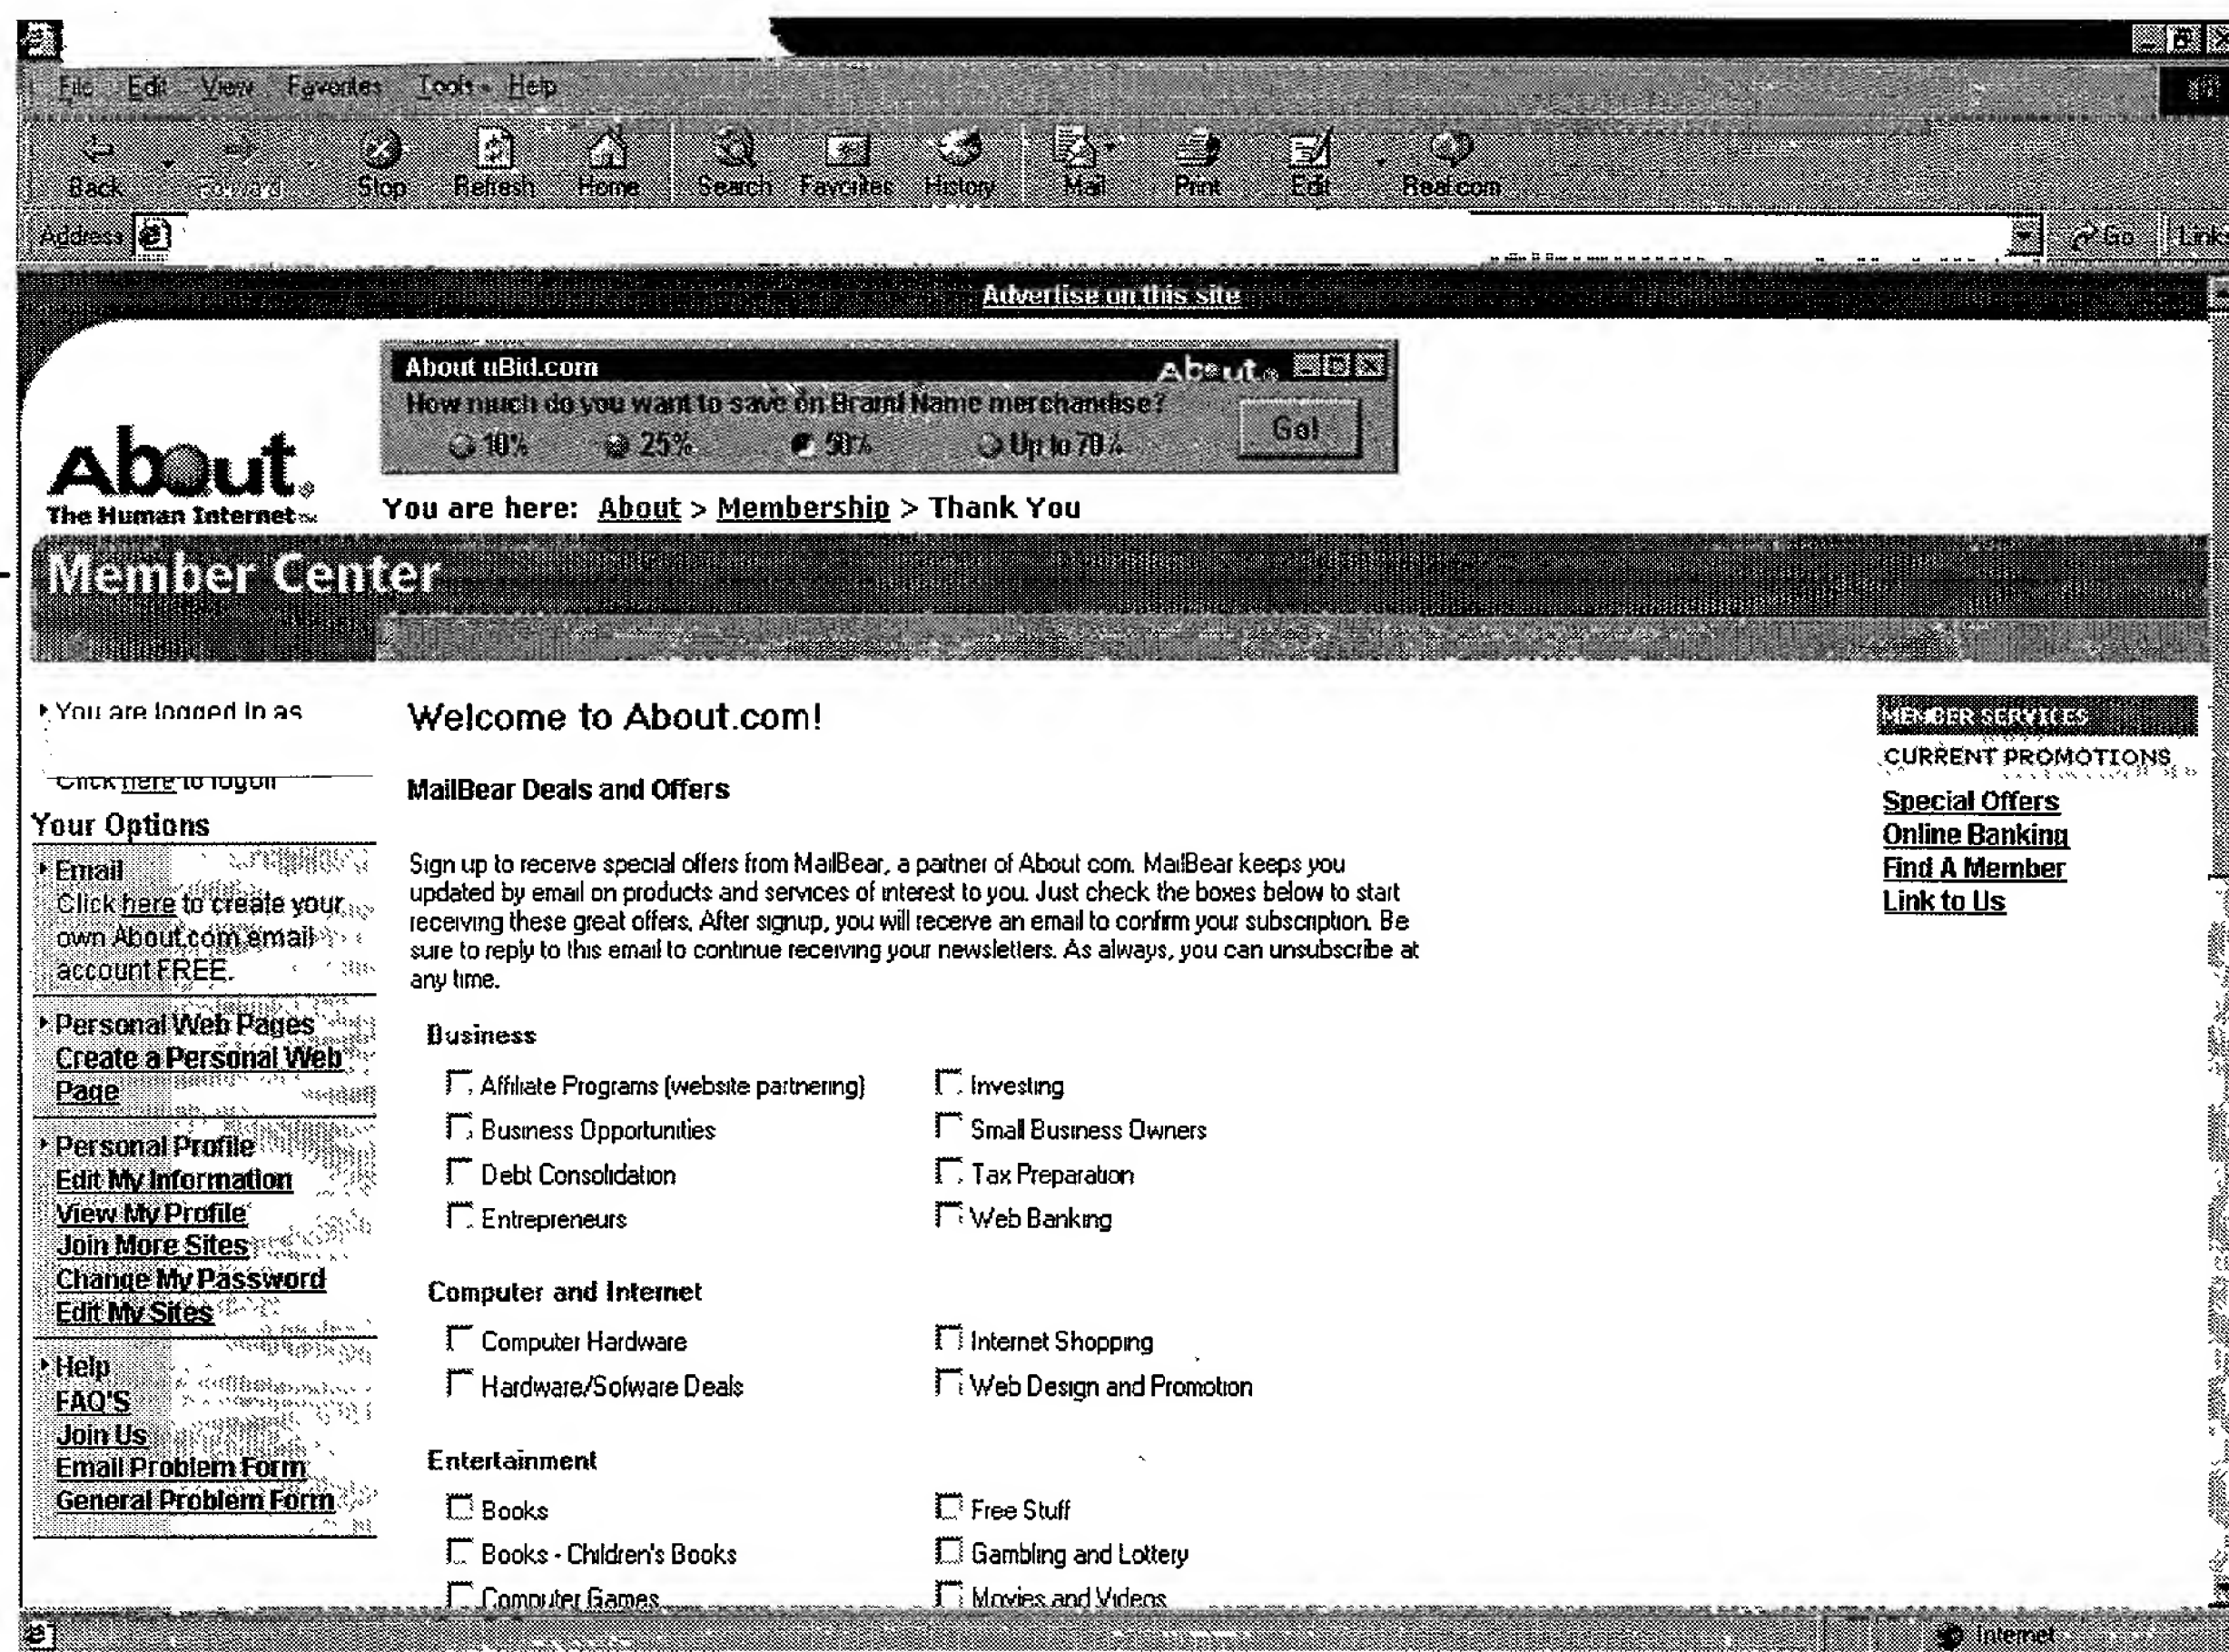 File Edit View Favorites Tools Help
Back Forward Stop Refresh Home Search Favorites History Mail Print Edit Real.com
Address Go Links
Advertise on this site
About uBid.com About
How much do you want to save on Brand Name merchandise?
10% 25% 50% Up to 70% Go!
About
The Human Internet
You are here: About > Membership > Thank You
Member Center
You are logged in as
Click here to logoff
Your Options
Email
Click here to create your
own About.com email
account FREE.
Personal Web Pages
Create a Personal Web
Page
Personal Profile
Edit My Information
View My Profile
Join More Sites
Change My Password
Edit My Sites
Help
FAQ'S
Join Us
Email Problem Form
General Problem Form
Welcome to About.com!
MailBear Deals and Offers
Sign up to receive special offers from MailBear, a partner of About com. MailBear keeps you
updated by email on products and services of interest to you. Just check the boxes below to start
receiving these great offers. After signup, you will receive an email to confirm your subscription. Be
sure to reply to this email to continue receiving your newsletters. As always, you can unsubscribe at
any time.
Business
Affiliate Programs (website partnering) Investing
Business Opportunities Small Business Owners
Debt Consolidation Tax Preparation
Entrepreneurs Web Banking
Computer and Internet
Computer Hardware Internet Shopping
Hardware/Sofware Deals Web Design and Promotion
Entertainment
Books Free Stuff
Books - Children's Books Gambling and Lottery
Computer Games Movies and Videos
MEMBER SERVICES
CURRENT PROMOTIONS
Special Offers
Online Banking
Find A Member
Link to Us
Internet